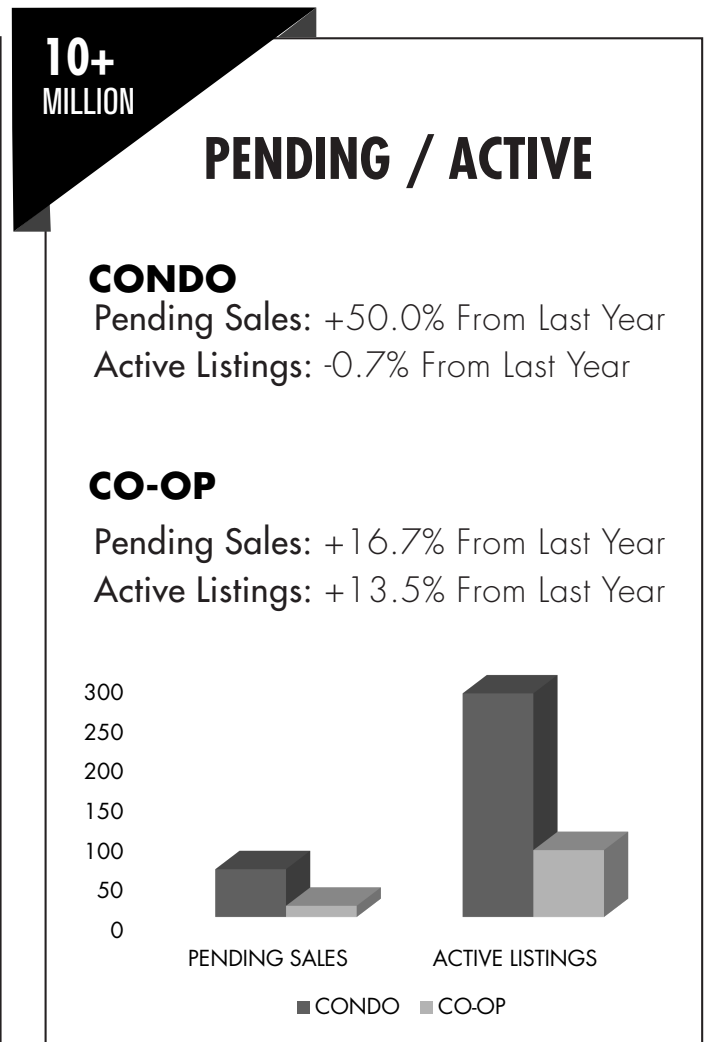 10+
MILLION
PENDING / ACTIVE
CONDO
Pending Sales: +50.0% From Last Year
Active Listings: -0.7% From Last Year
CO-OP
Pending Sales: +16.7% From Last Year
Active Listings: +13.5% From Last Year
300
250
200
150
100
50
0
PENDING SALES ACTIVE LISTINGS
CONDO CO-OP